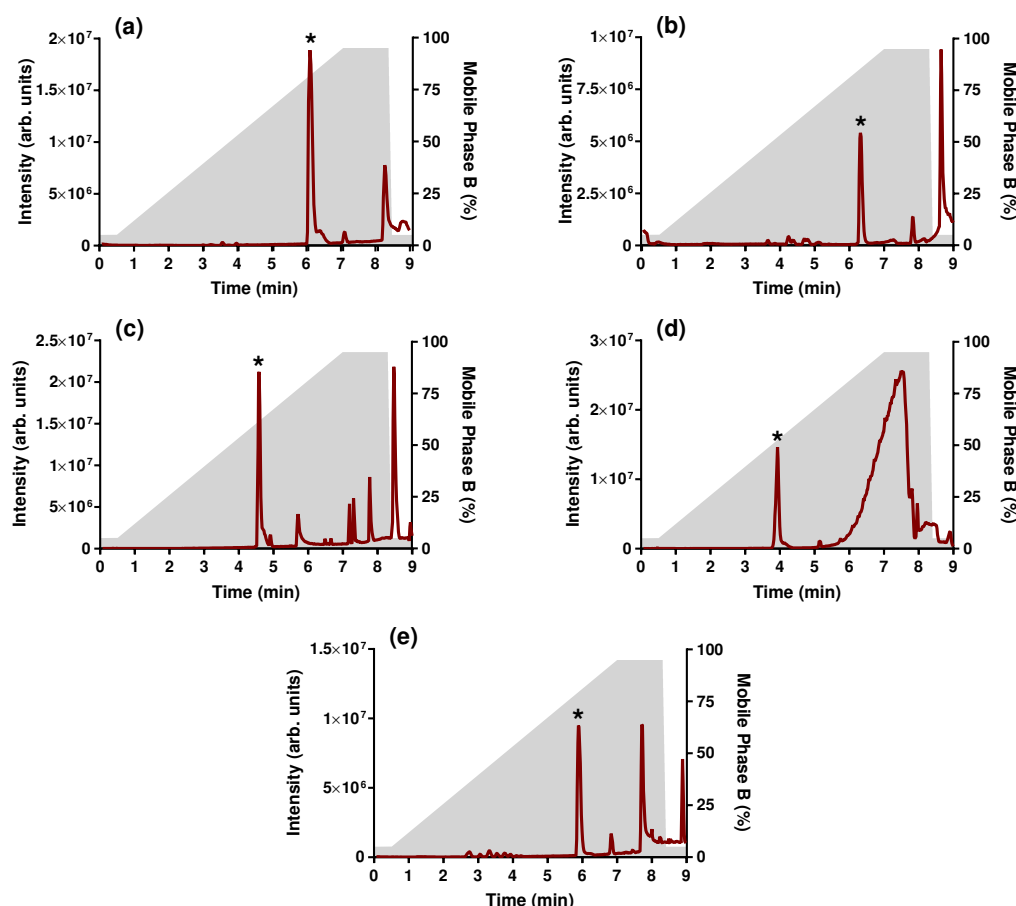 (a)
*
Intensity (arb. units)
2×10⁷
1.5×10⁷
1×10⁷
5×10⁶
0
0 1 2 3 4 5 6 7 8 9
Time (min)
100
75
50
25
0
Mobile Phase B (%)
(b)
*
Intensity (arb. units)
1×10⁷
7.5×10⁶
5×10⁶
2.5×10⁶
0
0 1 2 3 4 5 6 7 8 9
Time (min)
100
75
50
25
0
Mobile Phase B (%)
(c)
*
Intensity (arb. units)
2.5×10⁷
2×10⁷
1.5×10⁷
1×10⁷
5×10⁶
0
0 1 2 3 4 5 6 7 8 9
Time (min)
100
75
50
25
0
Mobile Phase B (%)
(d)
*
Intensity (arb. units)
3×10⁷
2×10⁷
1×10⁷
0
0 1 2 3 4 5 6 7 8 9
Time (min)
100
75
50
25
0
Mobile Phase B (%)
(e)
*
Intensity (arb. units)
1.5×10⁷
1×10⁷
5×10⁶
0
0 1 2 3 4 5 6 7 8 9
Time (min)
100
75
50
25
0
Mobile Phase B (%)